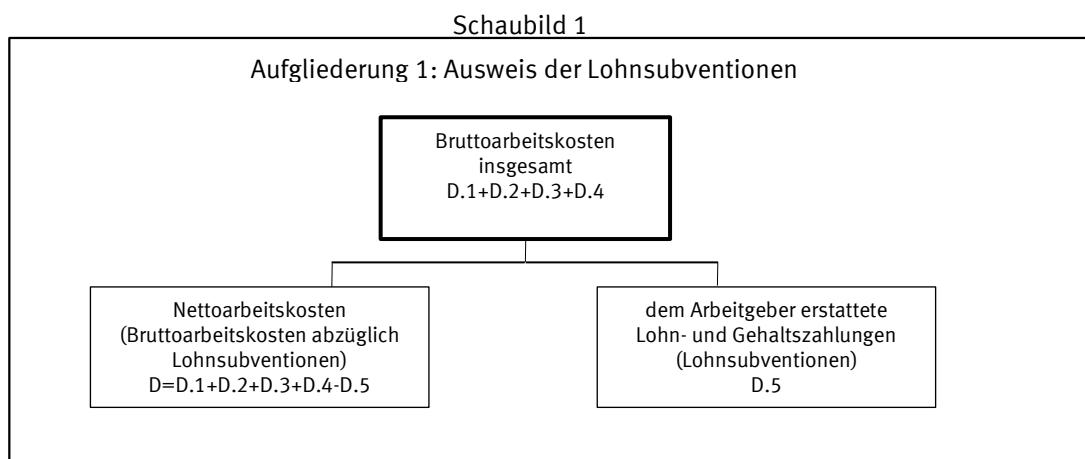 Schaubild 1
Aufgliederung 1: Ausweis der Lohnsubventionen
Bruttoarbeitskosten
insgesamt
D.1+D.2+D.3+D.4
Nettoarbeitskosten
(Bruttoarbeitskosten abzüglich
Lohnsubventionen)
D=D.1+D.2+D.3+D.4-D.5
dem Arbeitgeber erstattete
Lohn- und Gehaltszahlungen
(Lohnsubventionen)
D.5